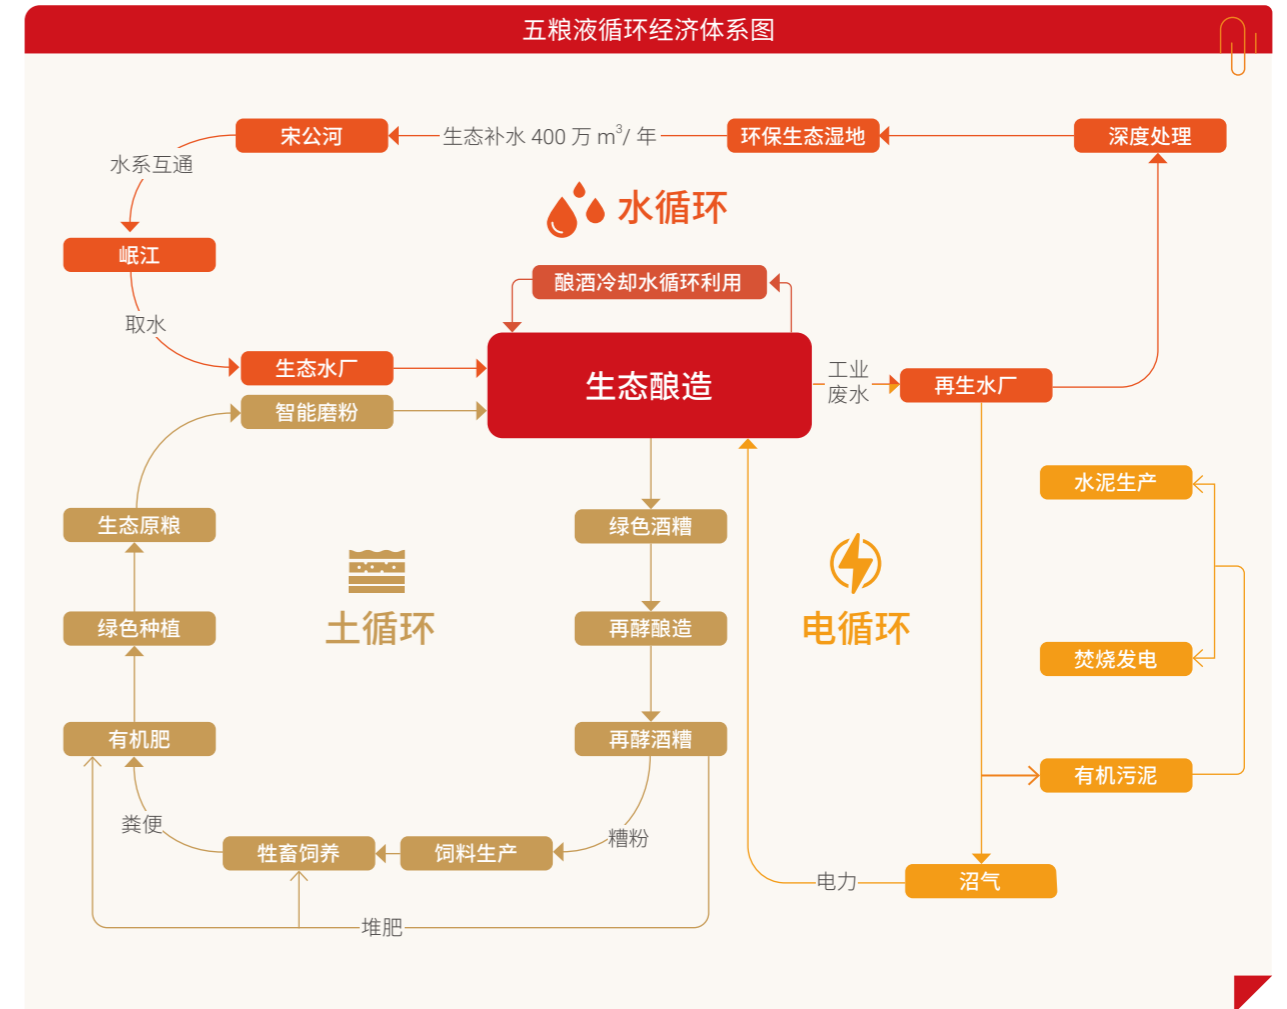 五粮液循环经济体系图
宋公河
生态补水 400 万 m³/ 年
环保生态湿地
深度处理
水系互通
水循环
岷江
酿酒冷却水循环利用
取水
生态水厂
生态酿造
工业
废水
再生水厂
智能磨粉
水泥生产
生态原粮
绿色酒糟
土循环
电循环
绿色种植
再酵酿造
焚烧发电
有机肥
再酵酒糟
有机污泥
粪便
糟粉
牲畜饲养
饲料生产
电力
沼气
堆肥